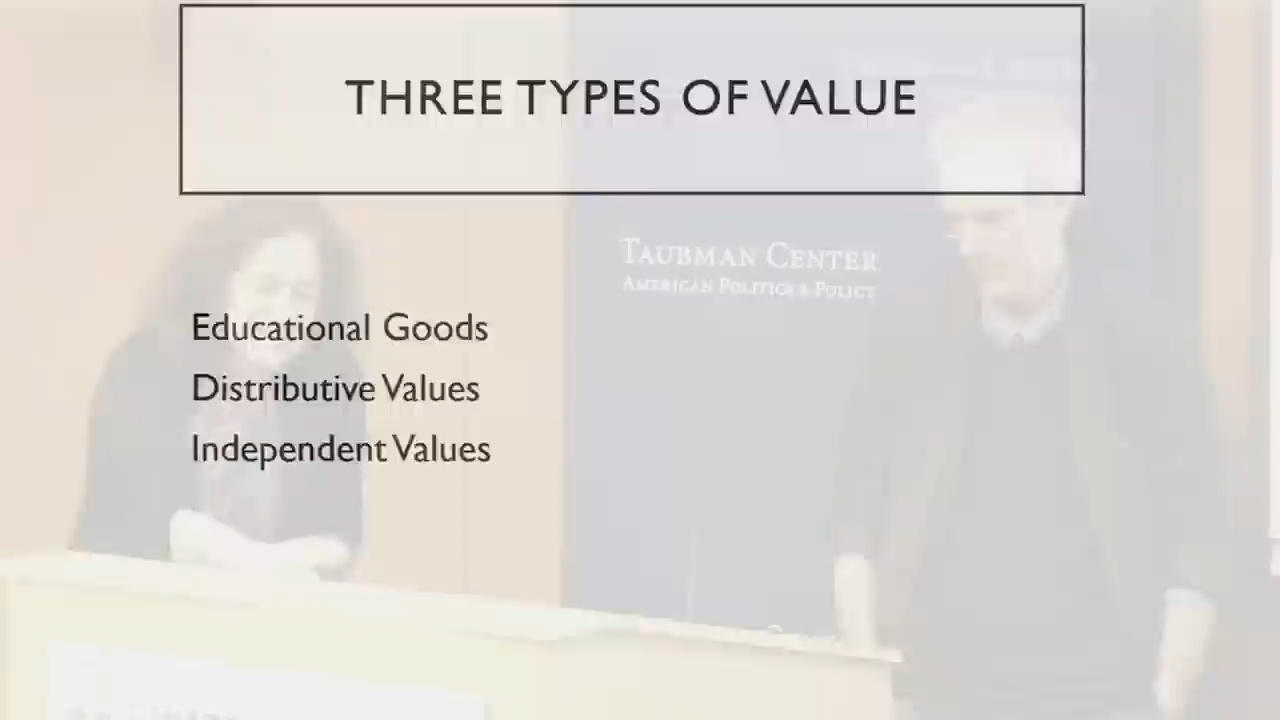 THREE TYPES OF VALUE
TAUBMAN CENTER
AMERICAN POLITICS & POLICY
Educational Goods
Distributive Values
Independent Values